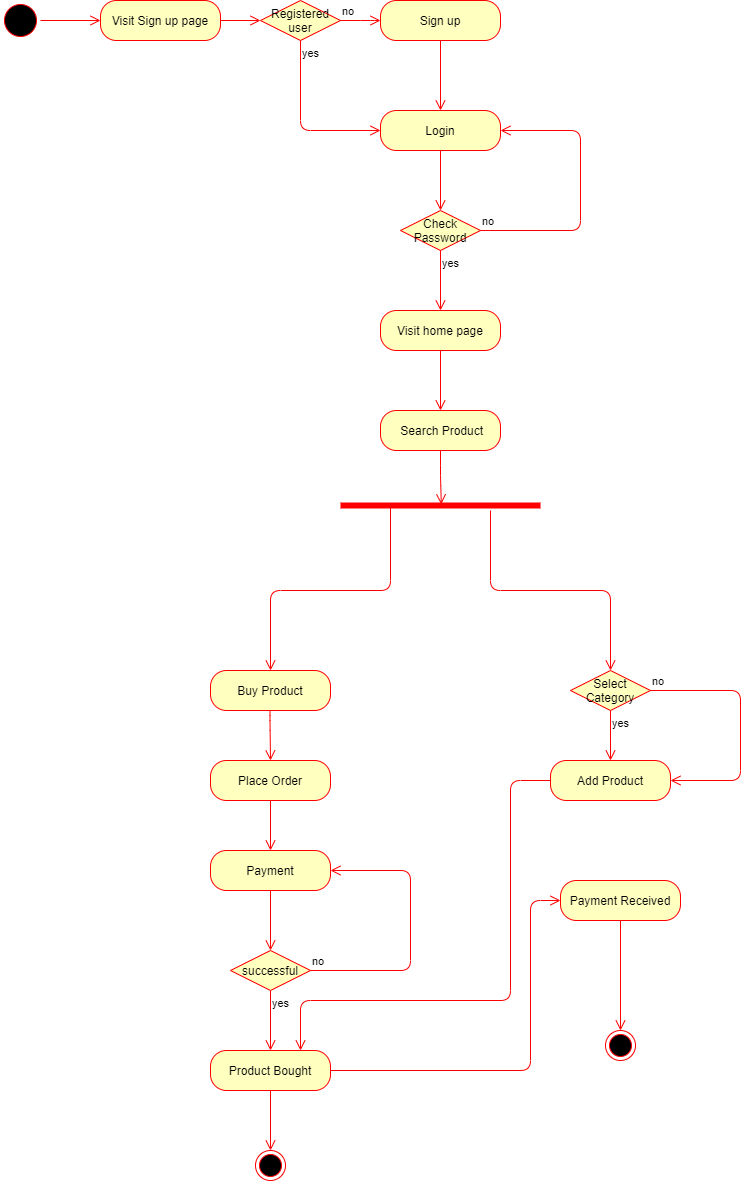 Visit Sign up page
Registered
user
no
Sign up
yes
Login
Check
Password
no
yes
Visit home page
Search Product
Buy Product
Select
Category
no
yes
Place Order
Add Product
Payment
Payment Received
successful
no
yes
Product Bought